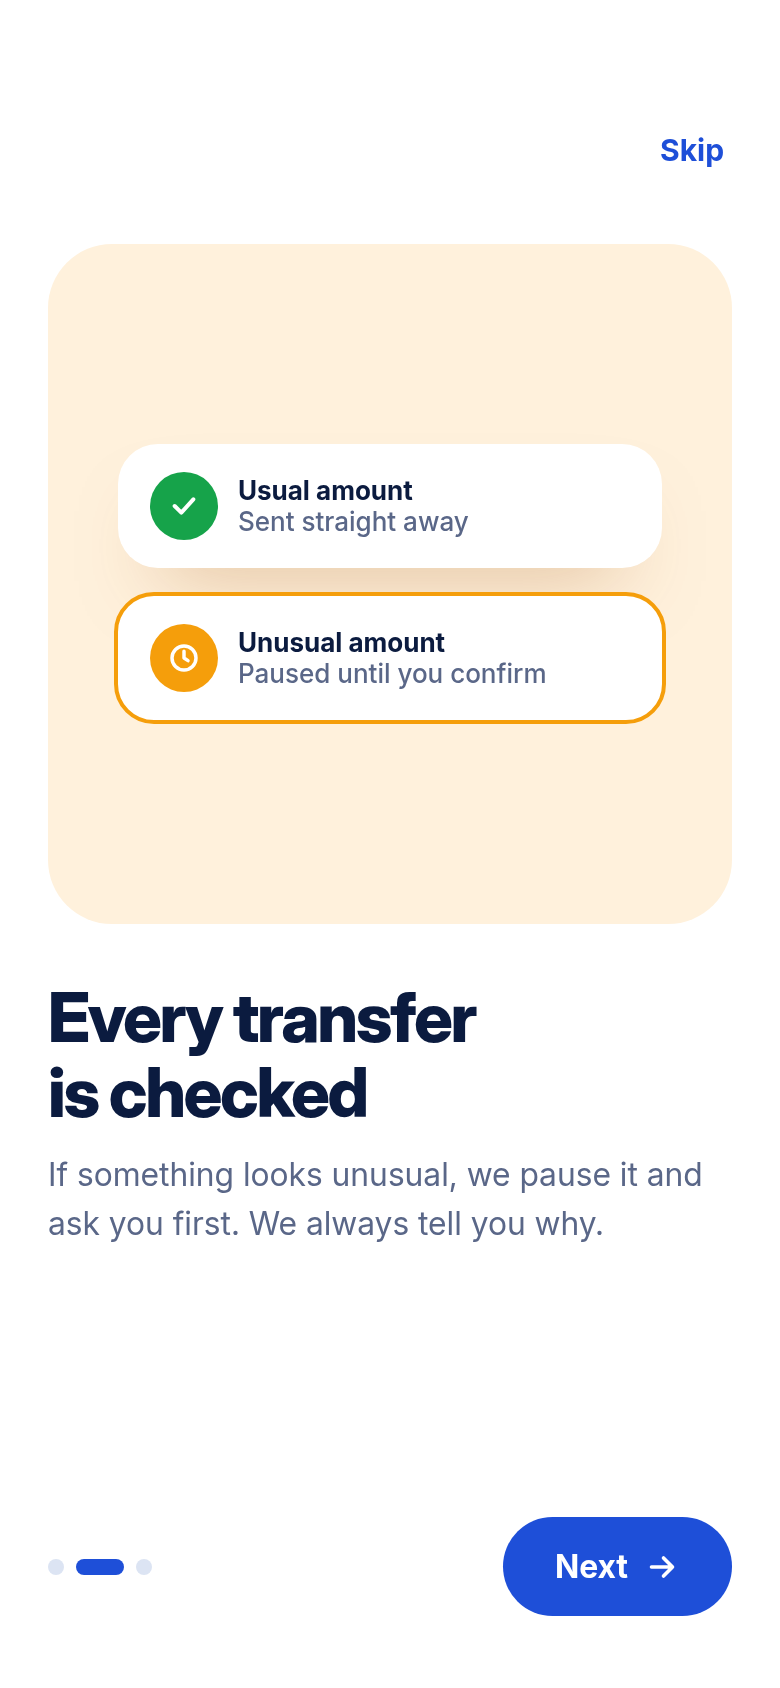 Skip
Usual amount
Sent straight away
Unusual amount
Paused until you confirm
Every transfer
is checked
If something looks unusual, we pause it and
ask you first. We always tell you why.
Next